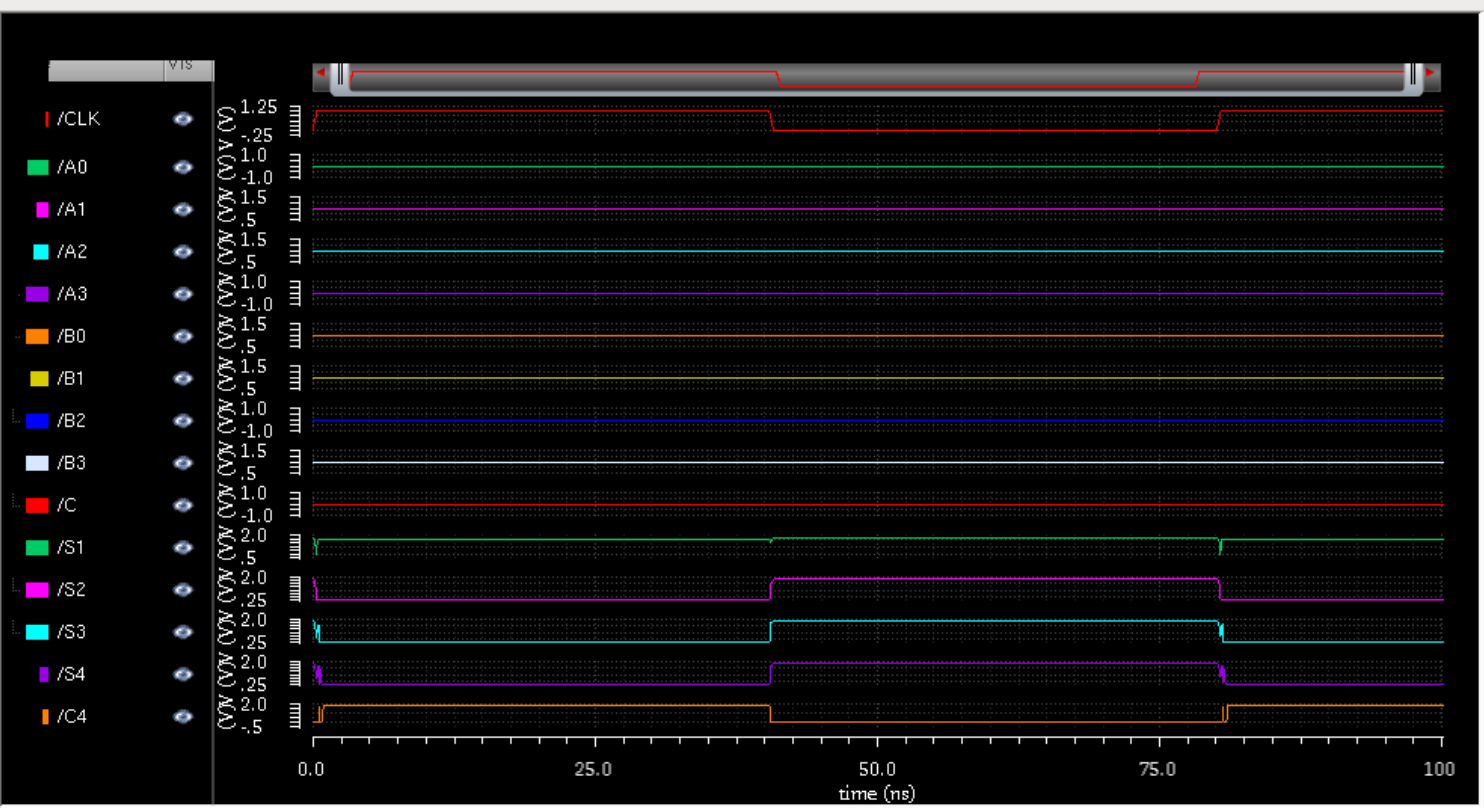 VIS
/CLK (V) 1.25 -.25
/A0 (V) 1.0 -1.0
/A1 (V) 1.5 .5
/A2 (V) 1.5 .5
/A3 (V) 1.0 -1.0
/B0 (V) 1.5 .5
/B1 (V) 1.5 .5
/B2 (V) 1.0 -1.0
/B3 (V) 1.5 .5
/C (V) 1.0 -1.0
/S1 (V) 2.0 .5
/S2 (V) 2.0 .25
/S3 (V) 2.0 .25
/S4 (V) 2.0 .25
/C4 (V) 2.0 -.5
0.0 25.0 50.0 75.0 100
time (ns)